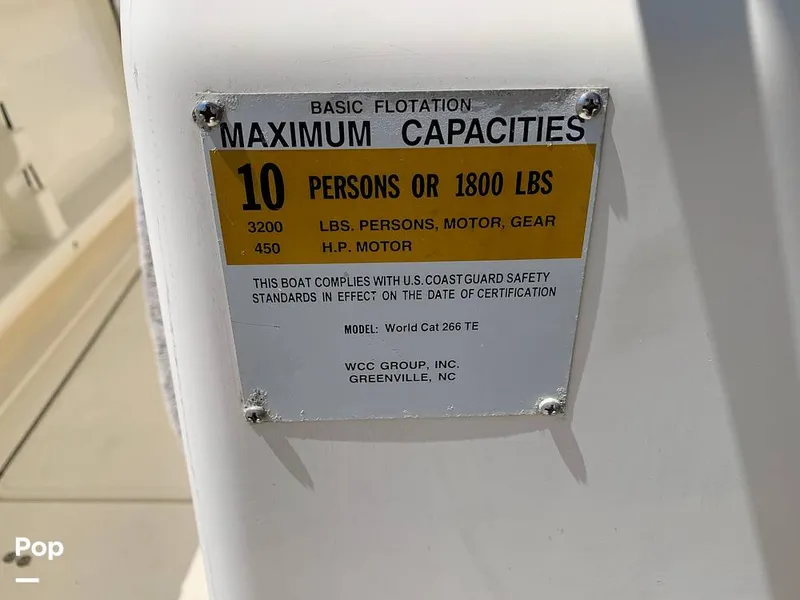 BASIC FLOTATION
MAXIMUM CAPACITIES
10 PERSONS OR 1800 LBS
3200 LBS. PERSONS, MOTOR, GEAR
450 H.P. MOTOR
THIS BOAT COMPLIES WITH U.S. COAST GUARD SAFETY
STANDARDS IN EFFECT ON THE DATE OF CERTIFICATION
MODEL: World Cat 266 TE
WCC GROUP, INC.
GREENVILLE, NC
Pop